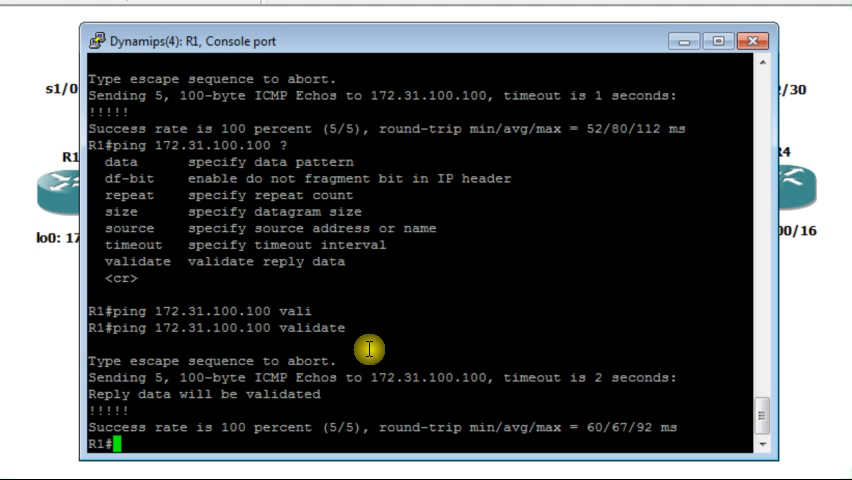 Dynamips(4): R1, Console port
Type escape sequence to abort.
Sending 5, 100-byte ICMP Echos to 172.31.100.100, timeout is 1 seconds:
!!!!!
Success rate is 100 percent (5/5), round-trip min/avg/max = 52/80/112 ms
R1#ping 172.31.100.100 ?
data specify data pattern
df-bit enable do not fragment bit in IP header
repeat specify repeat count
size specify datagram size
source specify source address or name
timeout specify timeout interval
validate validate reply data
<cr>
R1#ping 172.31.100.100 vali
R1#ping 172.31.100.100 validate
Type escape sequence to abort.
Sending 5, 100-byte ICMP Echos to 172.31.100.100, timeout is 2 seconds:
Reply data will be validated
!!!!!
Success rate is 100 percent (5/5), round-trip min/avg/max = 60/67/92 ms
R1#
s1/0
R1
lo0: 17
/30
R4
00/16